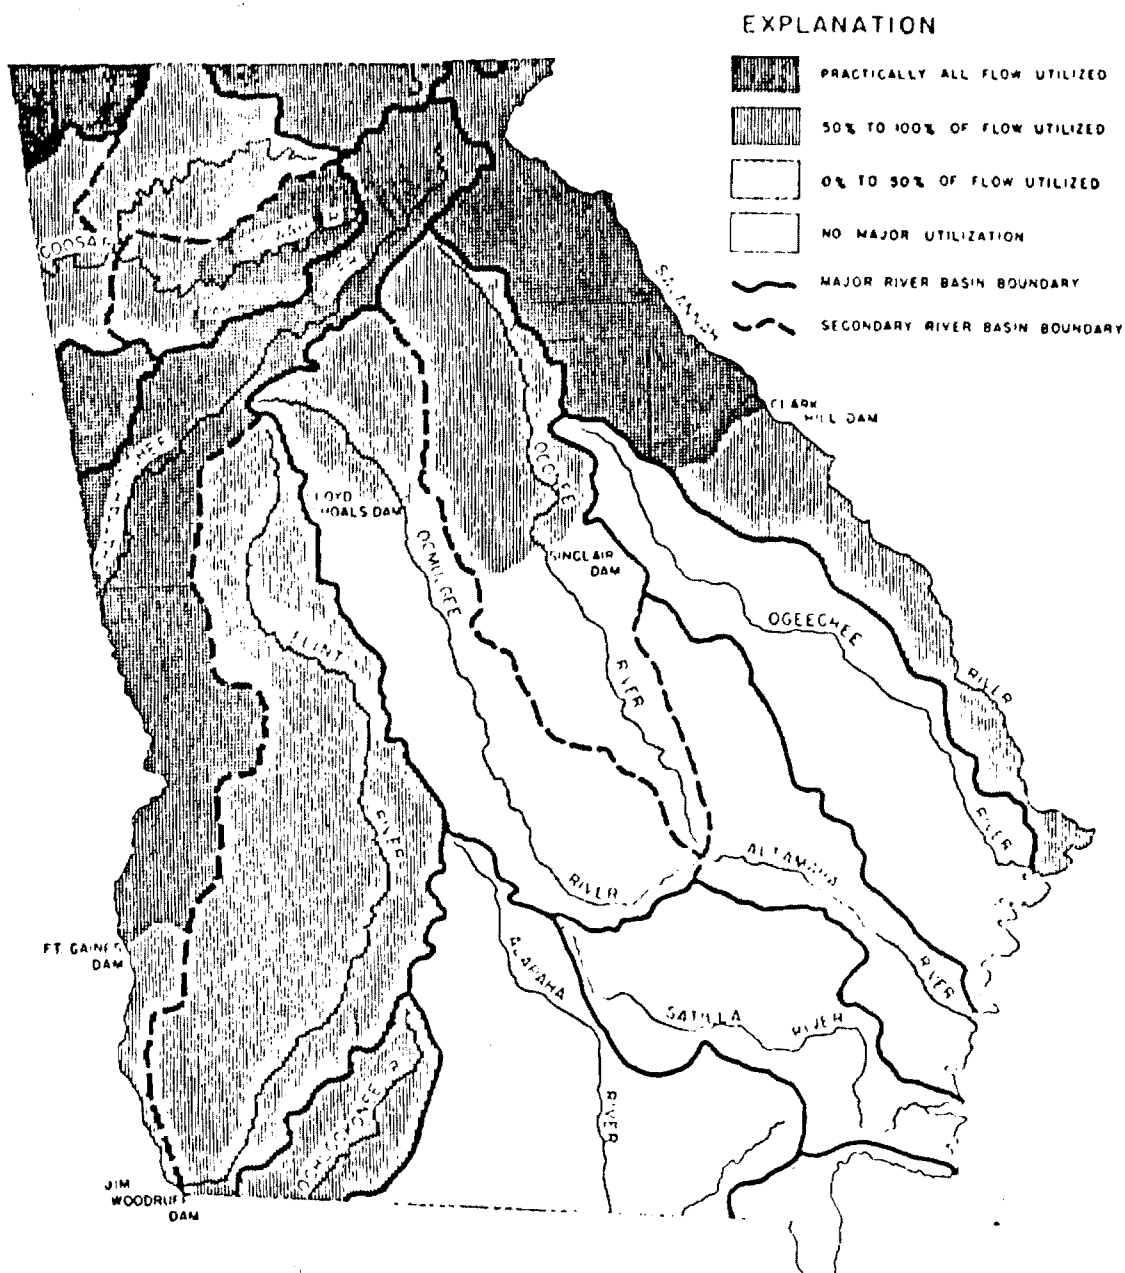 EXPLANATION
PRACTICALLY ALL FLOW UTILIZED
50% TO 100% OF FLOW UTILIZED
0% TO 50% OF FLOW UTILIZED
NO MAJOR UTILIZATION
MAJOR RIVER BASIN BOUNDARY
SECONDARY RIVER BASIN BOUNDARY
COOSA R
SAVANNAH
CLARK
HILL DAM
LOYD
SHOALS DAM
OCONEE
SINCLAIR
DAM
OCMULGEE
OGEECHEE
FLINT
RIVER
RIVER
RIVER
RIVER
RIVER
ALTAMAHA
RIVER
FT. GAINES
DAM
ALAPAHA
SATILLA
RIVER
OCHLOCKONEE R
RIVER
JIM
WOODRUFF
DAM